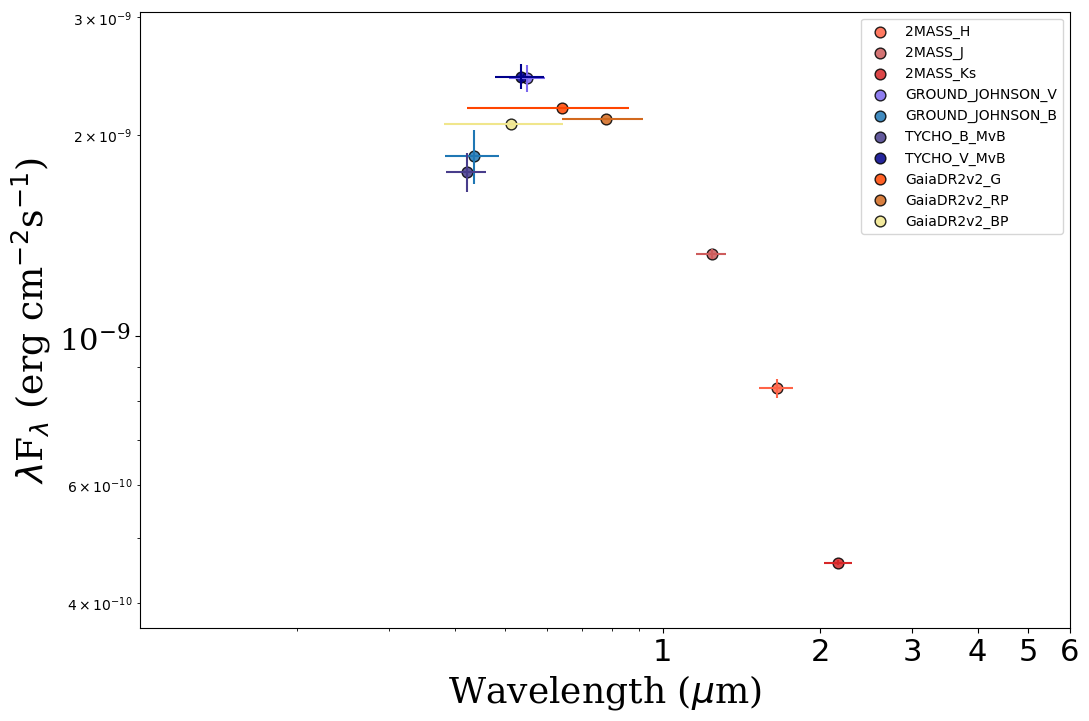 3 × 10⁻⁹
2 × 10⁻⁹
10⁻⁹
6 × 10⁻¹⁰
4 × 10⁻¹⁰
λF_λ (erg cm⁻²s⁻¹)
2MASS_H
2MASS_J
2MASS_Ks
GROUND_JOHNSON_V
GROUND_JOHNSON_B
TYCHO_B_MvB
TYCHO_V_MvB
GaiaDR2v2_G
GaiaDR2v2_RP
GaiaDR2v2_BP
1 2 3 4 5 6
Wavelength (μm)